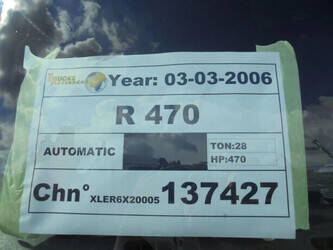 Year: 03-03-2006
R 470
AUTOMATIC
TON:28
HP:470
Chn° XLER6X20005 137427